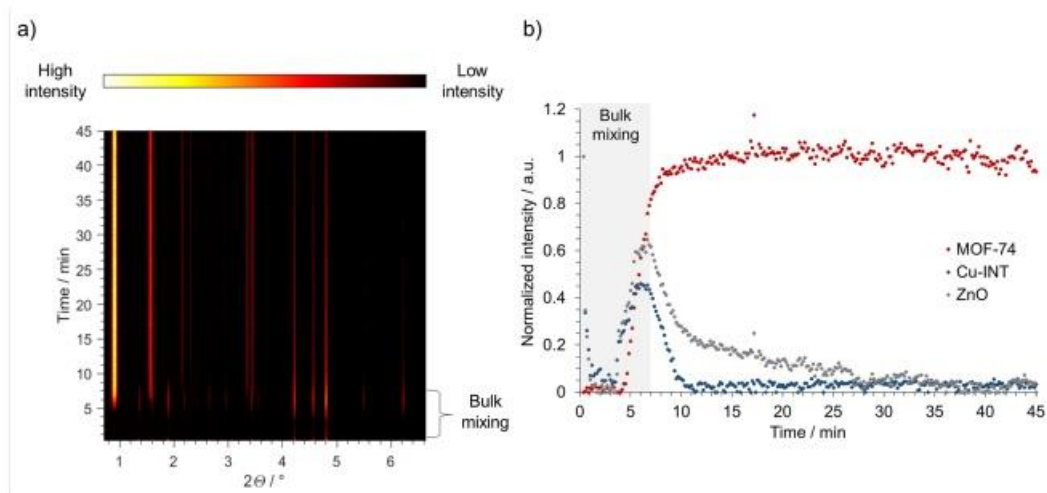 a)
High
intensity
Low
intensity
45
40
35
30
25
20
15
10
5
Time / min
1 2 3 4 5 6
2Θ / °
Bulk
mixing
b)
Bulk
mixing
1.2
1
0.8
0.6
0.4
0.2
0
Normalized intensity / a.u.
MOF-74
Cu-INT
ZnO
0 5 10 15 20 25 30 35 40 45
Time / min